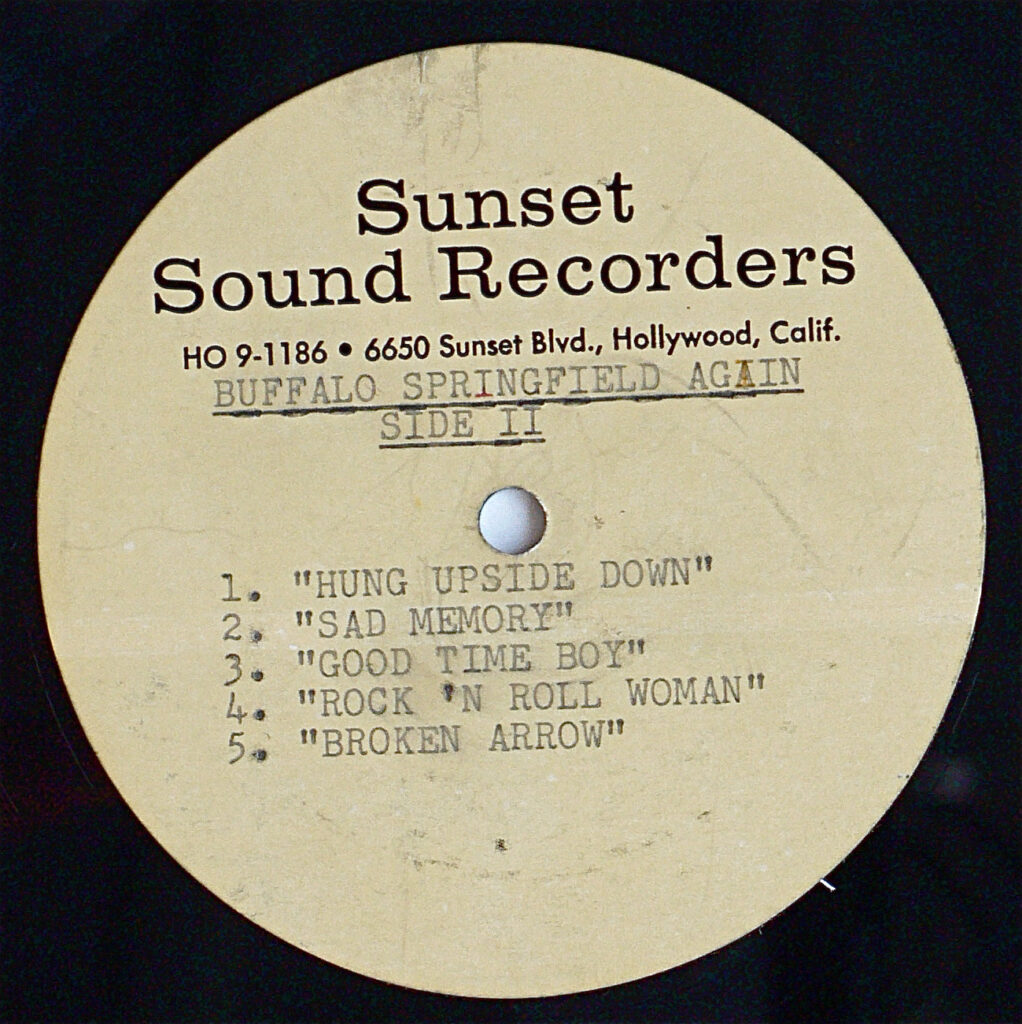 Sunset
Sound Recorders
HO 9-1186 • 6650 Sunset Blvd., Hollywood, Calif.
BUFFALO SPRINGFIELD AGAIN
SIDE II
1. "HUNG UPSIDE DOWN"
2. "SAD MEMORY"
3. "GOOD TIME BOY"
4. "ROCK 'N ROLL WOMAN"
5. "BROKEN ARROW"